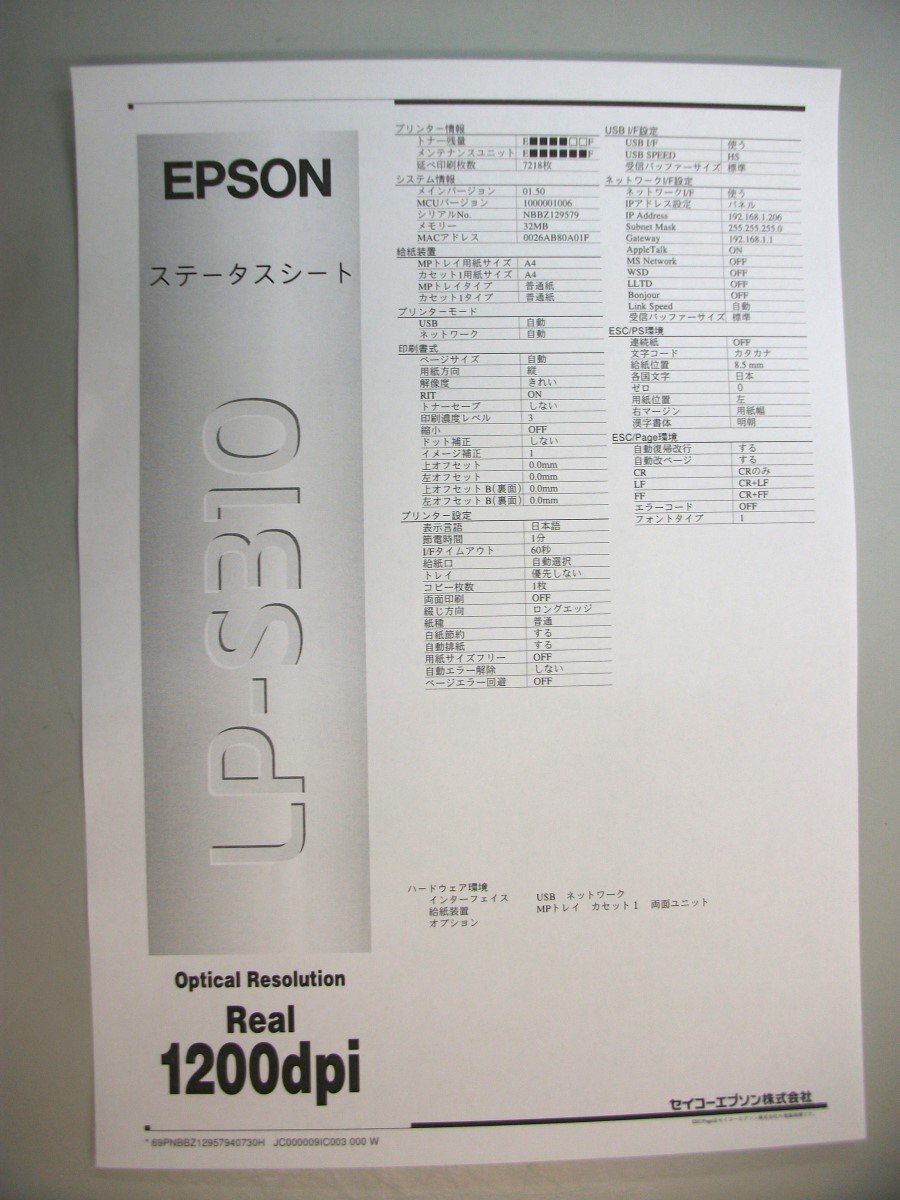 EPSON
ステータスシート
LP-S310
Optical Resolution
Real
1200dpi
プリンター情報
トナー残量 E■■■■□□F
メンテナンスユニット E■■■■■■F
延べ印刷枚数 7218枚
システム情報
メインバージョン 01.50
MCUバージョン 1000001006
シリアルNo. NBBZ129579
メモリー 32MB
MACアドレス 0026AB80A01F
給紙装置
MPトレイ用紙サイズ A4
カセット1用紙サイズ A4
MPトレイタイプ 普通紙
カセット1タイプ 普通紙
プリンターモード
USB 自動
ネットワーク 自動
印刷書式
ページサイズ 自動
用紙方向 縦
解像度 きれい
RIT ON
トナーセーブ しない
印刷濃度レベル 3
縮小 OFF
ドット補正 しない
イメージ補正 1
上オフセット 0.0mm
左オフセット 0.0mm
上オフセット B(裏面) 0.0mm
左オフセット B(裏面) 0.0mm
プリンター設定
表示言語 日本語
節電時間 1分
I/Fタイムアウト 60秒
給紙口 自動選択
トレイ 優先しない
コピー枚数 1枚
両面印刷 OFF
綴じ方向 ロングエッジ
紙種 普通
白紙節約 する
自動排紙 する
用紙サイズフリー OFF
自動エラー解除 しない
ページエラー回避 OFF
USB I/F設定
USB I/F 使う
USB SPEED HS
受信バッファーサイズ 標準
ネットワークI/F設定
ネットワークI/F 使う
IPアドレス設定 パネル
IP Address 192.168.1.206
Subnet Mask 255.255.255.0
Gateway 192.168.1.1
AppleTalk ON
MS Network OFF
WSD OFF
LLTD OFF
Bonjour OFF
Link Speed 自動
受信バッファーサイズ 標準
ESC/PS環境
連続紙 OFF
文字コード カタカナ
給紙位置 8.5 mm
各国文字 日本
ゼロ 0
用紙位置 左
右マージン 用紙幅
漢字書体 明朝
ESC/Page環境
自動復帰改行 する
自動改ページ する
CR CRのみ
LF CR+LF
FF CR+FF
エラーコード OFF
フォントタイプ 1
ハードウェア環境
インターフェイス USB ネットワーク
給紙装置 MPトレイ カセット1 両面ユニット
オプション
セイコーエプソン株式会社
* 69PNBBZ12957940730H JC000009IC003 000 W